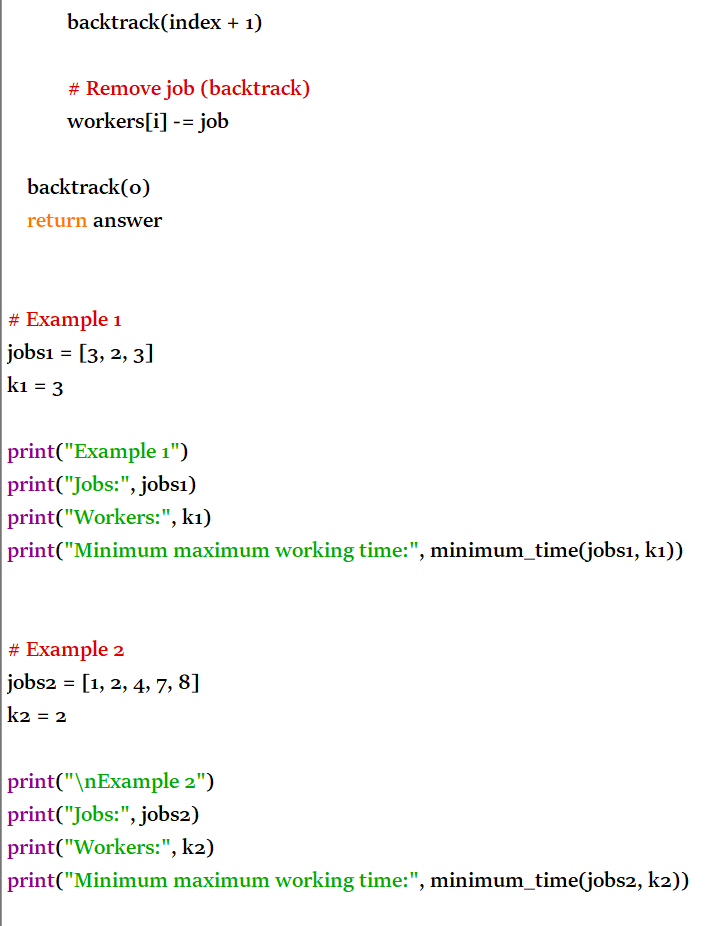 backtrack(index + 1)
# Remove job (backtrack)
workers[i] -= job
backtrack(0)
return answer
# Example 1
jobs1 = [3, 2, 3]
k1 = 3
print("Example 1")
print("Jobs:", jobs1)
print("Workers:", k1)
print("Minimum maximum working time:", minimum_time(jobs1, k1))
# Example 2
jobs2 = [1, 2, 4, 7, 8]
k2 = 2
print("\nExample 2")
print("Jobs:", jobs2)
print("Workers:", k2)
print("Minimum maximum working time:", minimum_time(jobs2, k2))